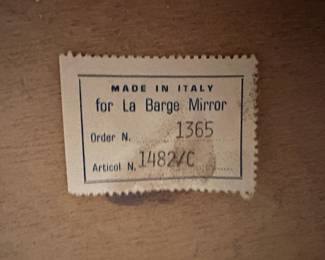 MADE IN ITALY
for La Barge Mirror
Order N. 1365
Articol N. 1482/C